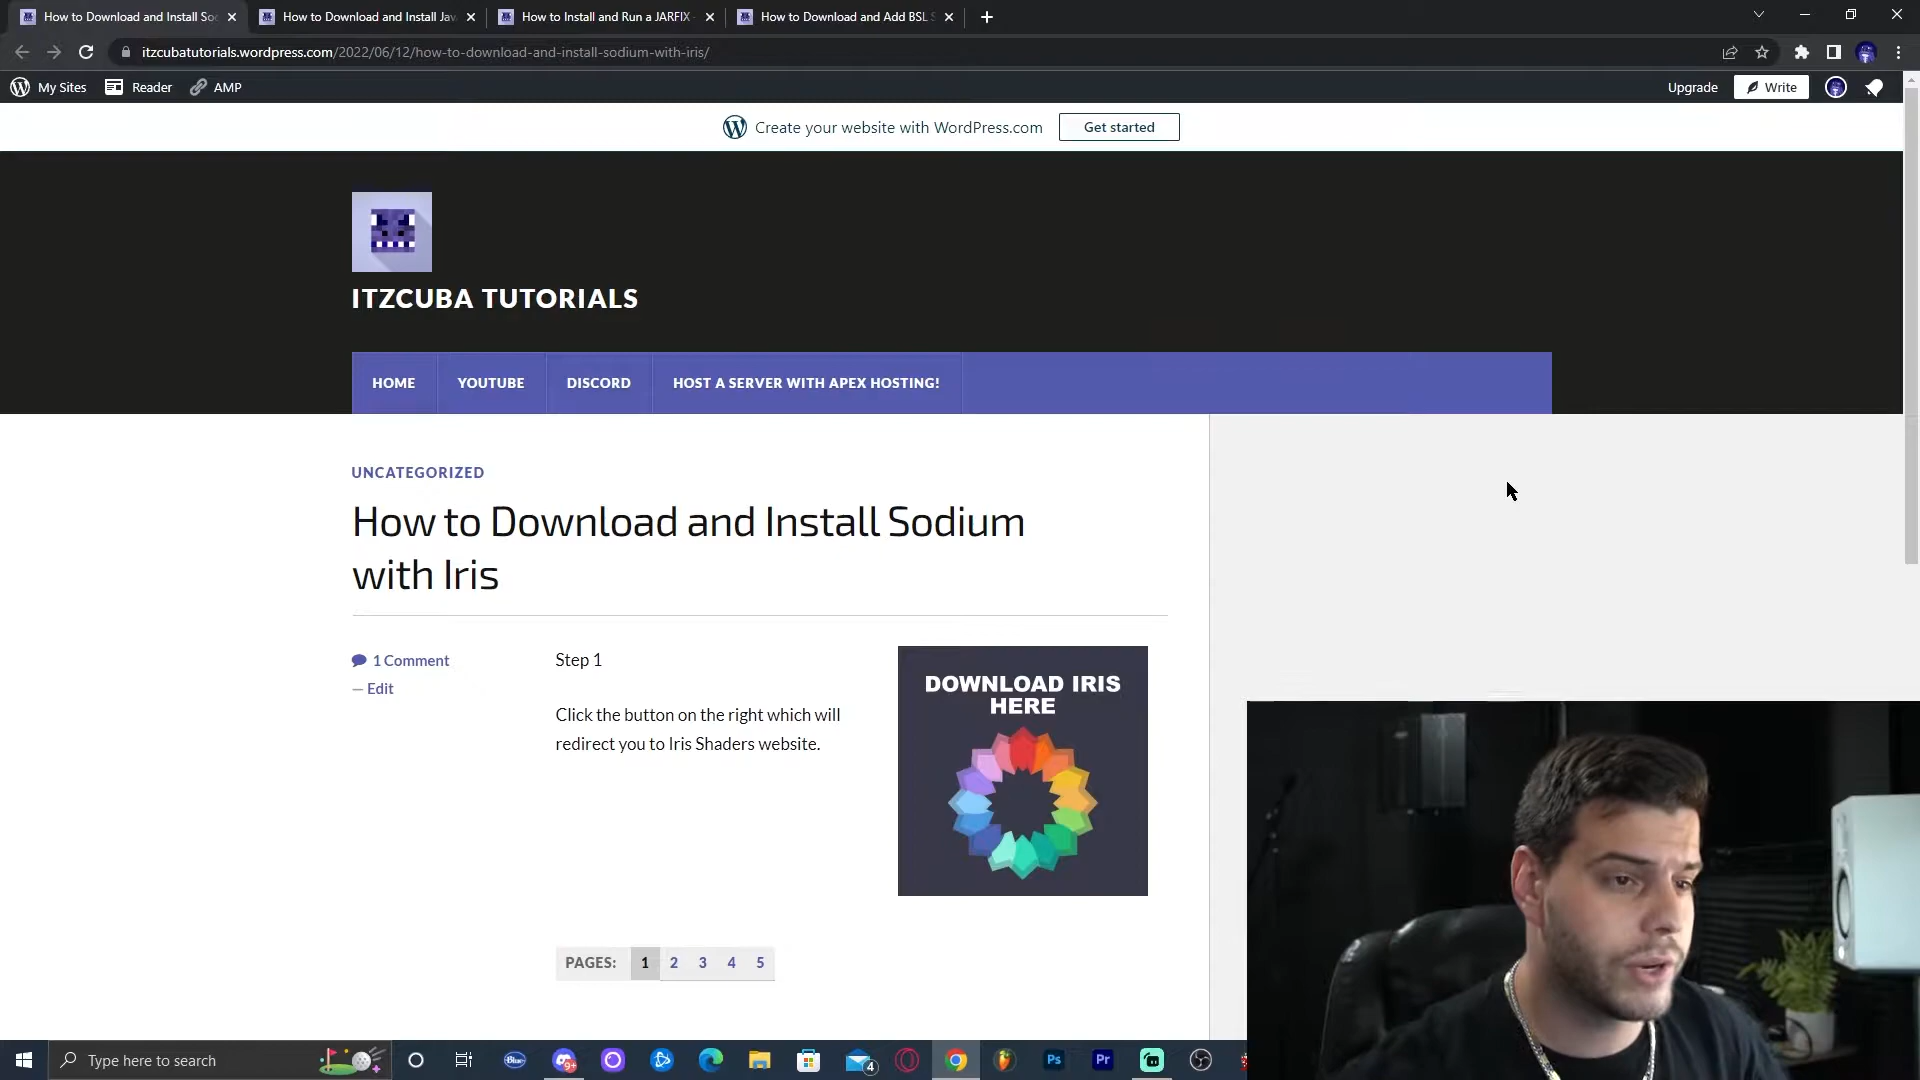 How to Download and Install So
How to Download and Install Jav
How to Install and Run a JARFIX
How to Download and Add BSL S
itzcubatutorials.wordpress.com/2022/06/12/how-to-download-and-install-sodium-with-iris/
My Sites
Reader
AMP
Upgrade
Write
Create your website with WordPress.com
Get started
ITZCUBA TUTORIALS
HOME
YOUTUBE
DISCORD
HOST A SERVER WITH APEX HOSTING!
UNCATEGORIZED
How to Download and Install Sodium
with Iris
1 Comment
— Edit
Step 1
Click the button on the right which will
redirect you to Iris Shaders website.
DOWNLOAD IRIS
HERE
PAGES: 1 2 3 4 5
Type here to search
Blue
9+
4
Ps
Pr